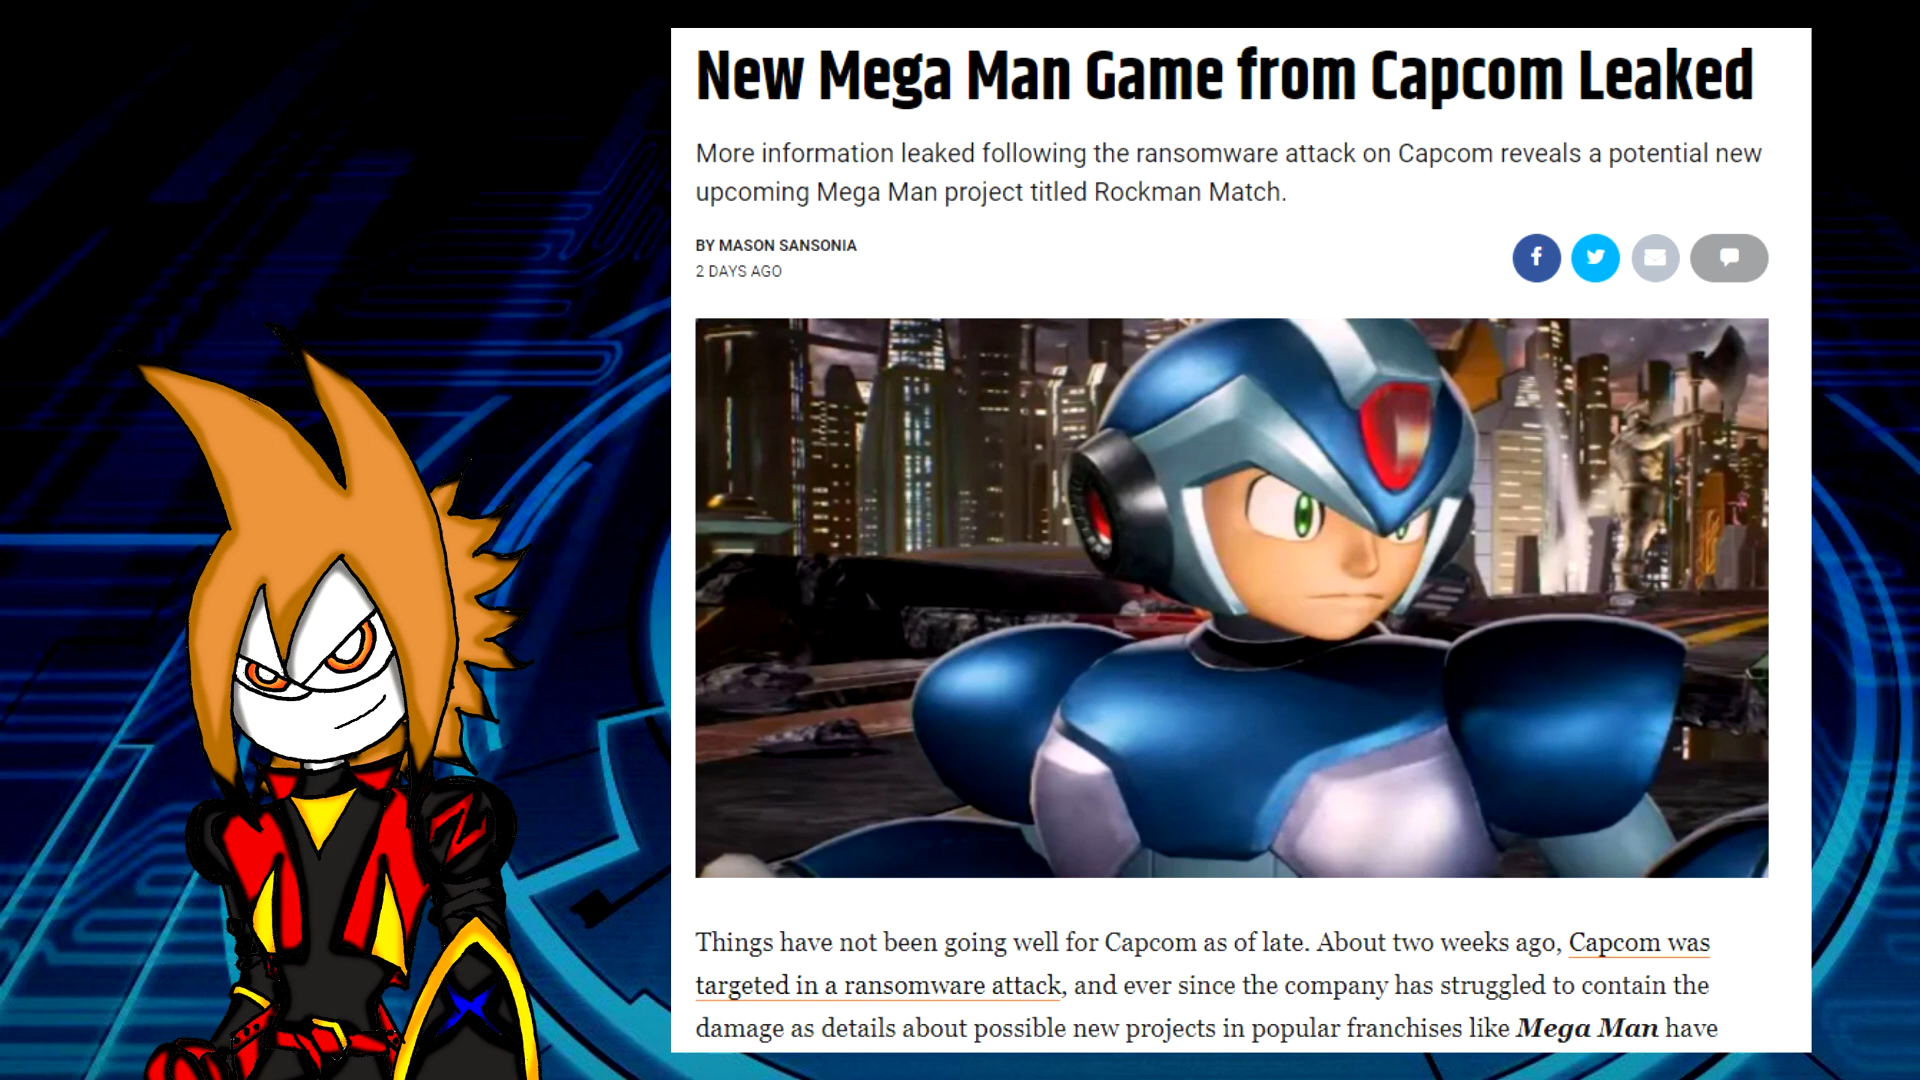 New Mega Man Game from Capcom Leaked
More information leaked following the ransomware attack on Capcom reveals a potential new
upcoming Mega Man project titled Rockman Match.
BY MASON SANSONIA
2 DAYS AGO
Things have not been going well for Capcom as of late. About two weeks ago, Capcom was
targeted in a ransomware attack, and ever since the company has struggled to contain the
damage as details about possible new projects in popular franchises like Mega Man have